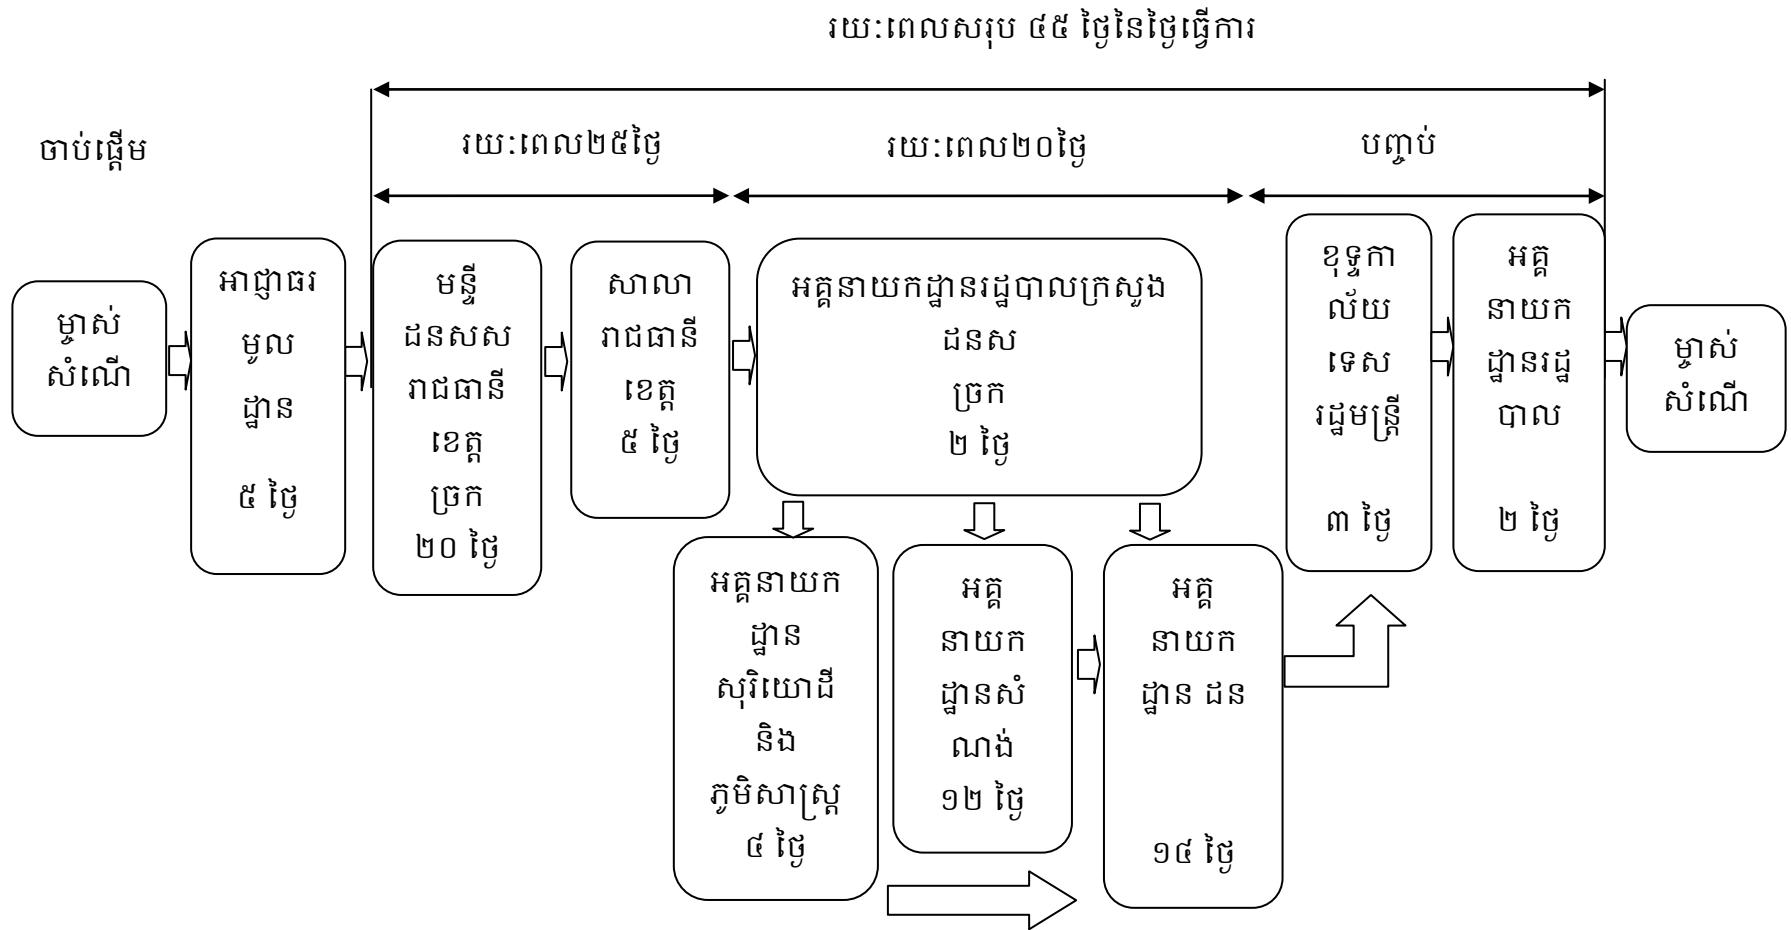 រយ:ពេលសរុប ៤៥ ថ្ងៃនៃថ្ងៃធ្វើការ
ចាប់ផ្តើម
រយ:ពេល២៥ថ្ងៃ
រយ:ពេល២០ថ្ងៃ
បញ្ចប់
ម្ចាស់
សំណើ
អាជ្ញាធរ
មូល
ដ្ឋាន
៥ ថ្ងៃ
មន្ទី
ដនសស
រាជធានី
ខេត្ត
ច្រក
២០ ថ្ងៃ
សាលា
រាជធានី
ខេត្ត
៥ ថ្ងៃ
អគ្គនាយកដ្ឋានរដ្ឋបាលក្រសួង
ដនស
ច្រក
២ ថ្ងៃ
អគ្គនាយក
ដ្ឋាន
សុរិយោដី
និង
ភូមិសាស្ត្រ
៤ ថ្ងៃ
អគ្គ
នាយក
ដ្ឋានសំ
ណង់
១២ ថ្ងៃ
អគ្គ
នាយក
ដ្ឋាន ដន
១៤ ថ្ងៃ
ខុទ្ទកា
ល័យ
ទេស
រដ្ឋមន្ត្រី
៣ ថ្ងៃ
អគ្គ
នាយក
ដ្ឋានរដ្ឋ
បាល
២ ថ្ងៃ
ម្ចាស់
សំណើ